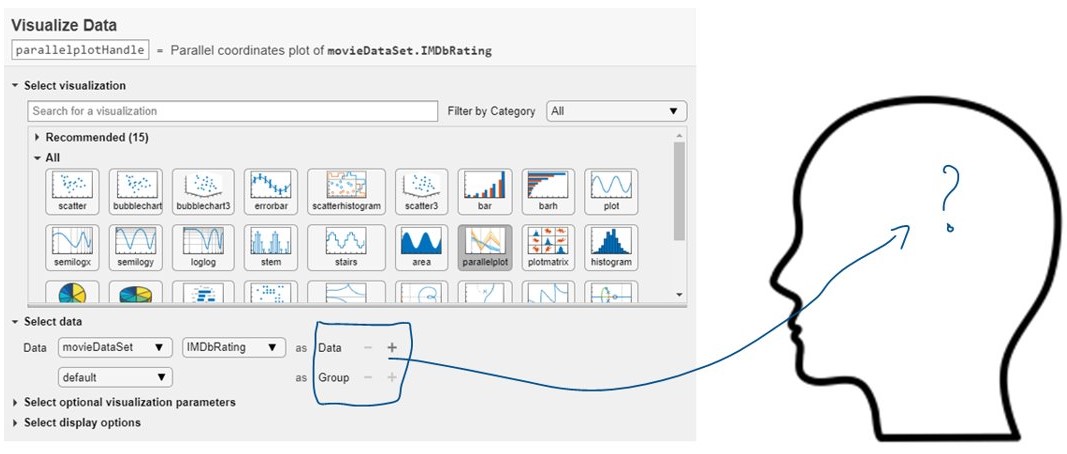 Visualize Data
parallelplotHandle = Parallel coordinates plot of movieDataSet.IMDbRating
Select visualization
Search for a visualization Filter by Category All
Recommended (15)
All
scatter bubblechart bubblechart3 errorbar scatterhistogram scatter3 bar barh plot
semilogx semilogy loglog stem stairs area parallelplot plotmatrix histogram
Select data
Data movieDataSet IMDbRating as Data − +
default as Group − +
Select optional visualization parameters
Select display options
?